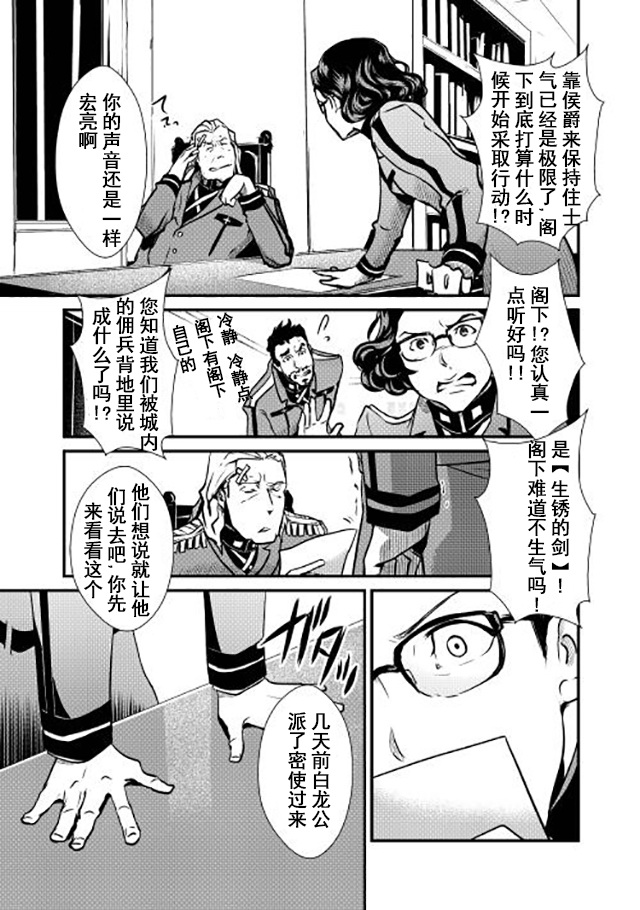 靠侯爵来保持住士
气已经是极限了,阁
下到底打算什么时
候开始采取行动!?
你的声音还是一样
宏亮啊
阁下!?您认真一
点听好吗!!
冷静 冷静点
阁下有阁下
自己的
您知道我们被城内
的佣兵背地里说
成什么了吗!?
是【生锈的剑】!
阁下难道不生气吗!
他们想说就让他
们说去吧,你先
来看看这个
几天前白龙公
派了密使过来